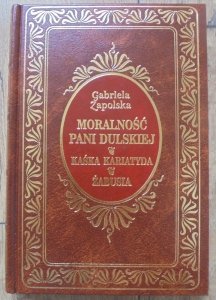 Gabriela
Zapolska
MORALNOŚĆ
PANI DULSKIEJ
KAŚKA KARIATYDA
ŻABUSIA